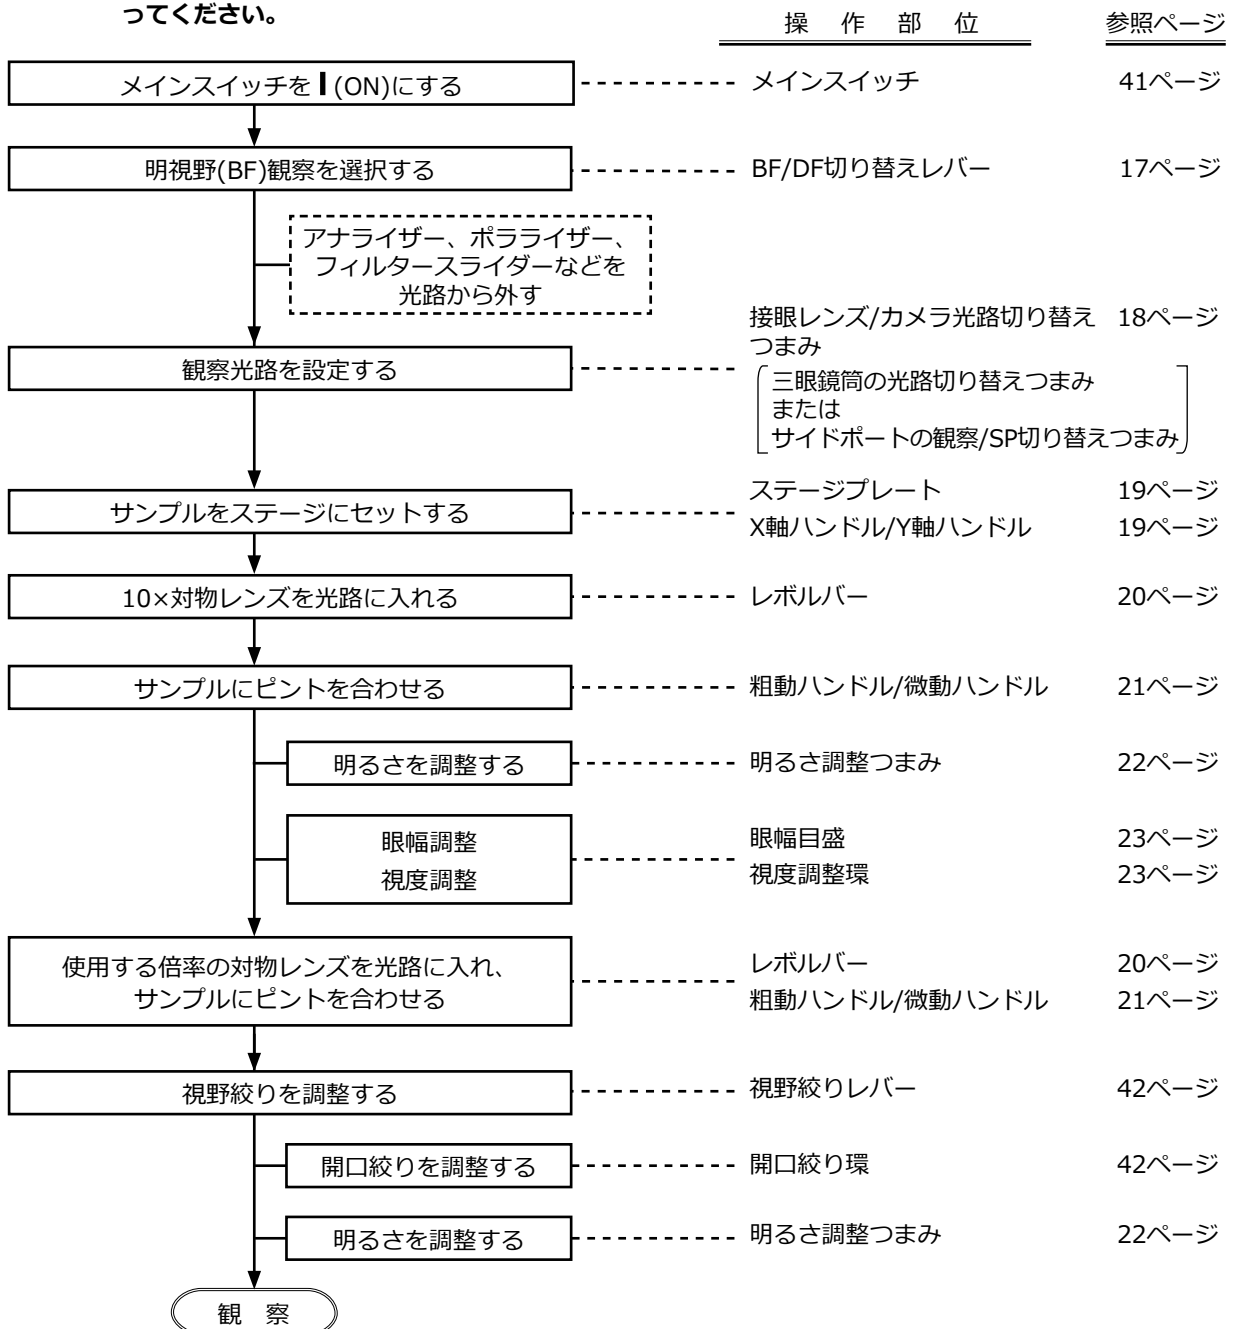 ってください。
操 作 部 位 参照ページ
メインスイッチを I (ON)にする メインスイッチ 41ページ
明視野(BF)観察を選択する BF/DF切り替えレバー 17ページ
アナライザー、ポラライザー、
フィルタースライダーなどを
光路から外す
接眼レンズ/カメラ光路切り替え 18ページ
つまみ
観察光路を設定する
三眼鏡筒の光路切り替えつまみ
または
サイドポートの観察/SP切り替えつまみ
ステージプレート 19ページ
サンプルをステージにセットする
X軸ハンドル/Y軸ハンドル 19ページ
10×対物レンズを光路に入れる レボルバー 20ページ
サンプルにピントを合わせる 粗動ハンドル/微動ハンドル 21ページ
明るさを調整する 明るさ調整つまみ 22ページ
眼幅調整 眼幅目盛 23ページ
視度調整 視度調整環 23ページ
使用する倍率の対物レンズを光路に入れ、 レボルバー 20ページ
サンプルにピントを合わせる 粗動ハンドル/微動ハンドル 21ページ
視野絞りを調整する 視野絞りレバー 42ページ
開口絞りを調整する 開口絞り環 42ページ
明るさを調整する 明るさ調整つまみ 22ページ
観 察